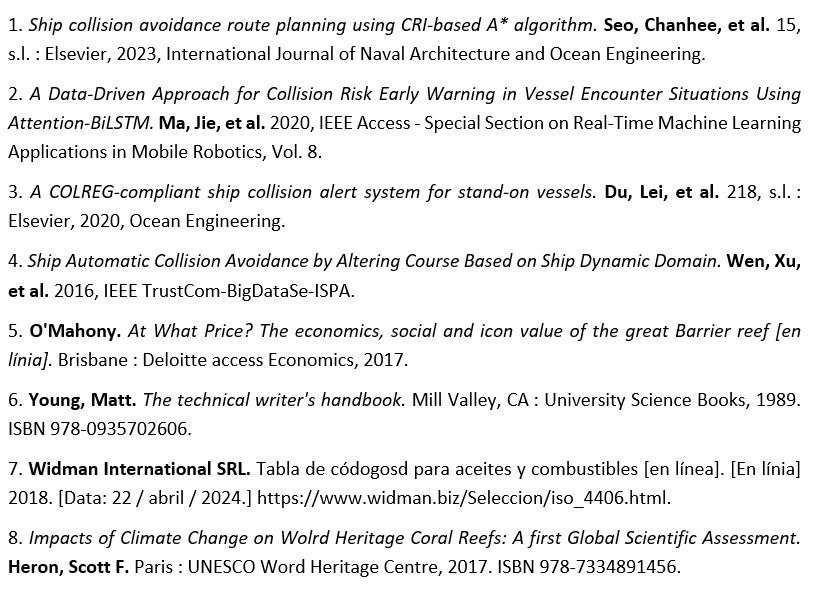 1. Ship collision avoidance route planning using CRI-based A* algorithm. Seo, Chanhee, et al. 15,
s.l. : Elsevier, 2023, International Journal of Naval Architecture and Ocean Engineering.
2. A Data-Driven Approach for Collision Risk Early Warning in Vessel Encounter Situations Using
Attention-BiLSTM. Ma, Jie, et al. 2020, IEEE Access - Special Section on Real-Time Machine Learning
Applications in Mobile Robotics, Vol. 8.
3. A COLREG-compliant ship collision alert system for stand-on vessels. Du, Lei, et al. 218, s.l. :
Elsevier, 2020, Ocean Engineering.
4. Ship Automatic Collision Avoidance by Altering Course Based on Ship Dynamic Domain. Wen, Xu,
et al. 2016, IEEE TrustCom-BigDataSe-ISPA.
5. O'Mahony. At What Price? The economics, social and icon value of the great Barrier reef [en
línia]. Brisbane : Deloitte access Economics, 2017.
6. Young, Matt. The technical writer's handbook. Mill Valley, CA : University Science Books, 1989.
ISBN 978-0935702606.
7. Widman International SRL. Tabla de códogosd para aceites y combustibles [en línea]. [En línia]
2018. [Data: 22 / abril / 2024.] https://www.widman.biz/Seleccion/iso_4406.html.
8. Impacts of Climate Change on Wolrd Heritage Coral Reefs: A first Global Scientific Assessment.
Heron, Scott F. Paris : UNESCO Word Heritage Centre, 2017. ISBN 978-7334891456.